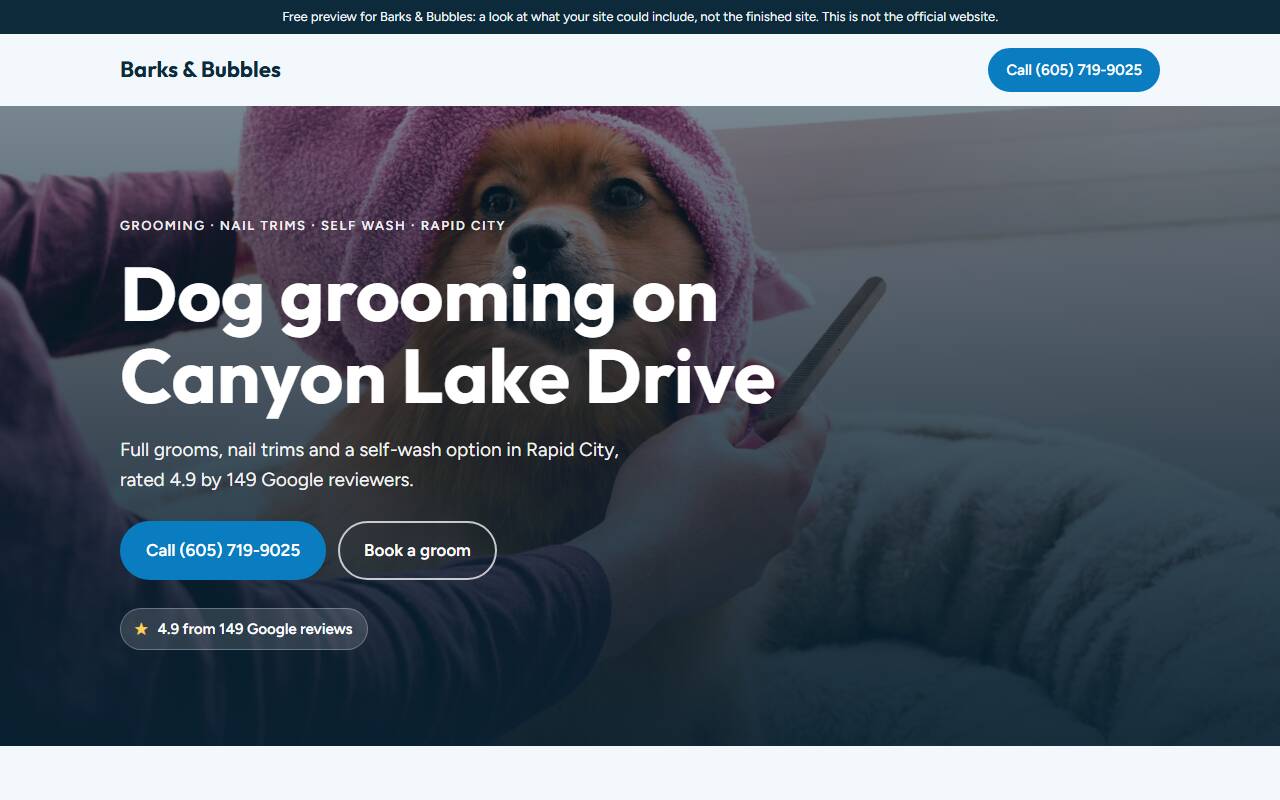 Free preview for Barks & Bubbles: a look at what your site could include, not the finished site. This is not the official website.
Barks & Bubbles
Call (605) 719-9025
GROOMING · NAIL TRIMS · SELF WASH · RAPID CITY
Dog grooming on
Canyon Lake Drive
Full grooms, nail trims and a self-wash option in Rapid City,
rated 4.9 by 149 Google reviewers.
Call (605) 719-9025
Book a groom
★ 4.9 from 149 Google reviews